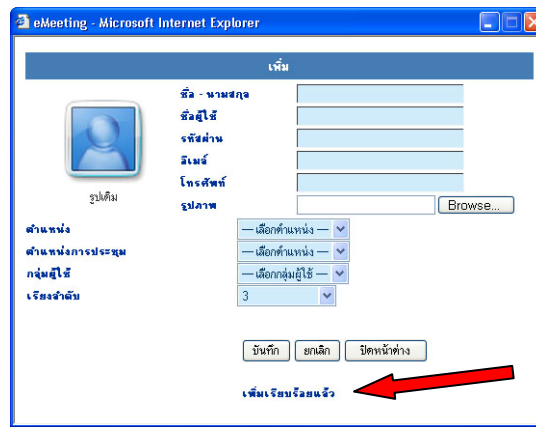 eMeeting - Microsoft Internet Explorer
เพิ่ม
ชื่อ - นามสกุล
ชื่อผู้ใช้
รหัสผ่าน
อีเมล์
โทรศัพท์
รูปภาพ Browse...
รูปเดิม
ตำแหน่ง — เลือกตำแหน่ง —
ตำแหน่งการประชุม — เลือกตำแหน่ง —
กลุ่มผู้ใช้ — เลือกกลุ่มผู้ใช้ —
เรียงลำดับ 3
บันทึก ยกเลิก ปิดหน้าต่าง
เพิ่มเรียบร้อยแล้ว